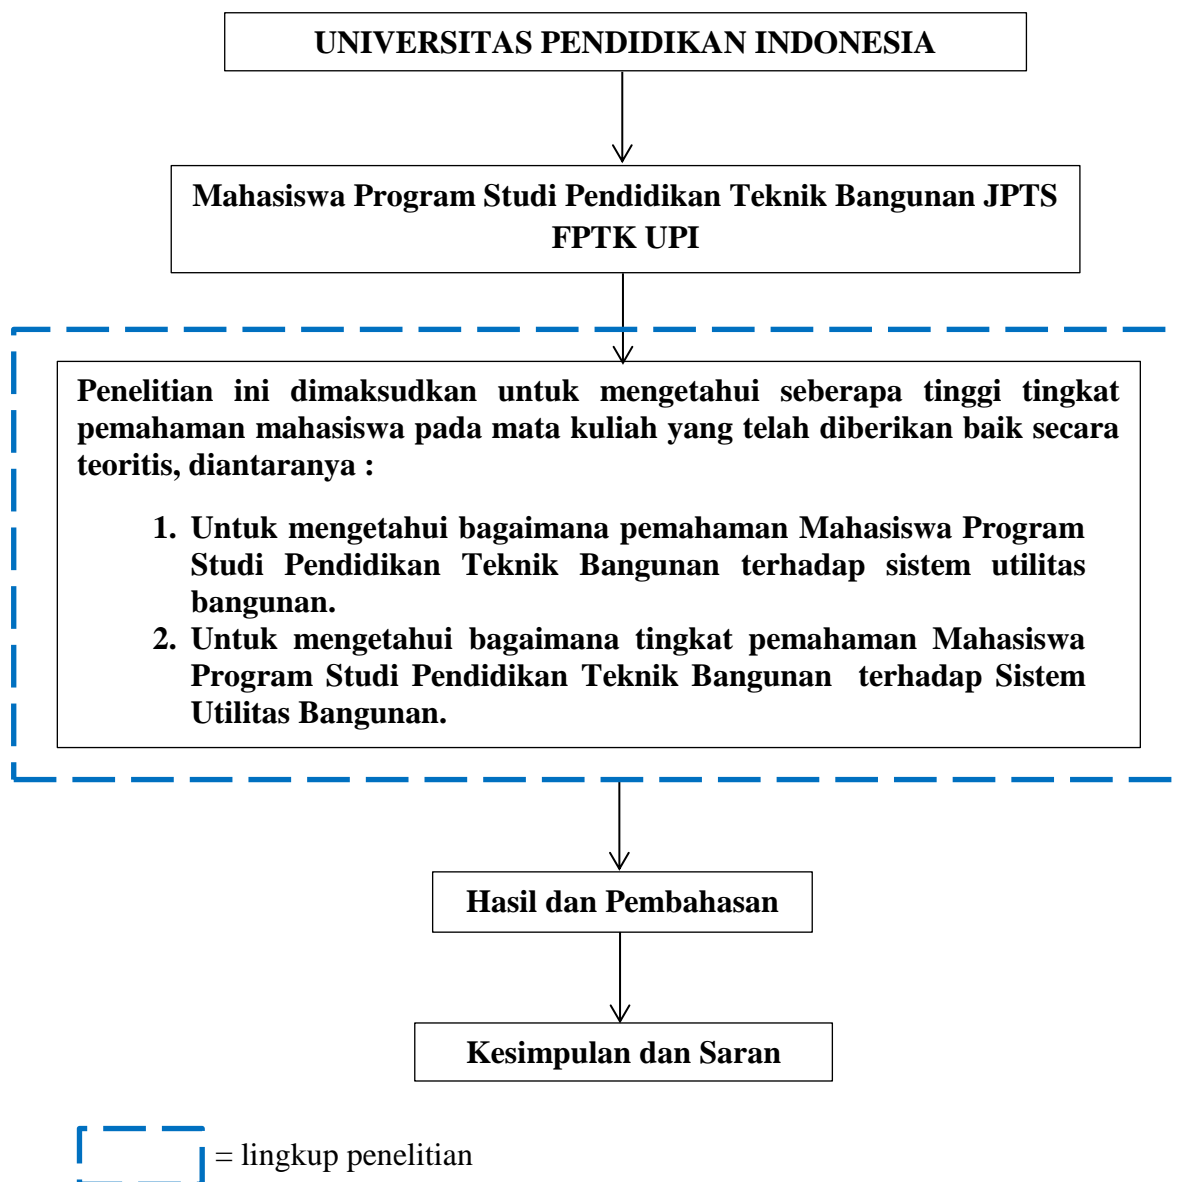 UNIVERSITAS PENDIDIKAN INDONESIA
Mahasiswa Program Studi Pendidikan Teknik Bangunan JPTS
FPTK UPI
Penelitian ini dimaksudkan untuk mengetahui seberapa tinggi tingkat
pemahaman mahasiswa pada mata kuliah yang telah diberikan baik secara
teoritis, diantaranya :
1. Untuk mengetahui bagaimana pemahaman Mahasiswa Program
Studi Pendidikan Teknik Bangunan terhadap sistem utilitas
bangunan.
2. Untuk mengetahui bagaimana tingkat pemahaman Mahasiswa
Program Studi Pendidikan Teknik Bangunan terhadap Sistem
Utilitas Bangunan.
Hasil dan Pembahasan
Kesimpulan dan Saran
= lingkup penelitian